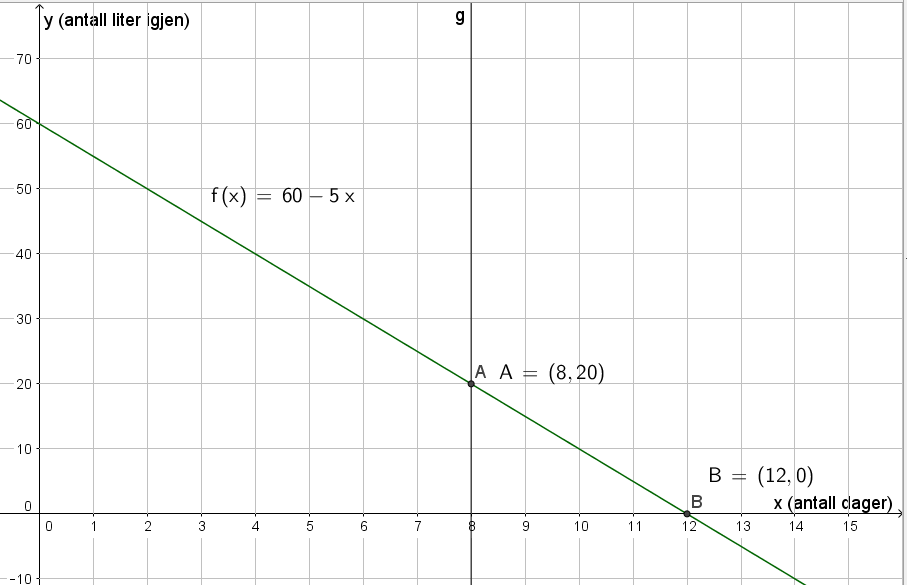 y (antall liter igjen)
g
70
60
50
f(x) = 60 − 5 x
40
30
A A = (8, 20)
20
10
B = (12, 0)
B
x (antall dager)
0
0 1 2 3 4 5 6 7 8 9 10 11 12 13 14 15
−10